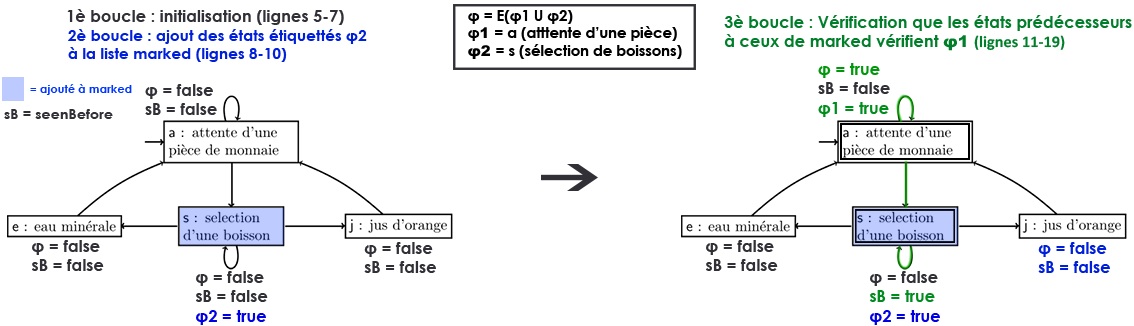 1è boucle : initialisation (lignes 5-7)
2è boucle : ajout des états étiquettés φ2
à la liste marked (lignes 8-10)
= ajouté à marked
sB = seenBefore
φ = false
sB = false
a : attente d'une
pièce de monnaie
s : selection
d'une boisson
e : eau minérale
j : jus d'orange
φ = false
sB = false
φ = false
sB = false
φ = false
sB = false
φ2 = true
φ = E(φ1 U φ2)
φ1 = a (atttente d'une pièce)
φ2 = s (sélection de boissons)
3è boucle : Vérification que les états prédécesseurs
à ceux de marked vérifient φ1 (lignes 11-19)
φ = true
sB = false
φ1 = true
a : attente d'une
pièce de monnaie
s : selection
d'une boisson
e : eau minérale
j : jus d'orange
φ = false
sB = false
φ = false
sB = false
φ = false
sB = true
φ2 = true